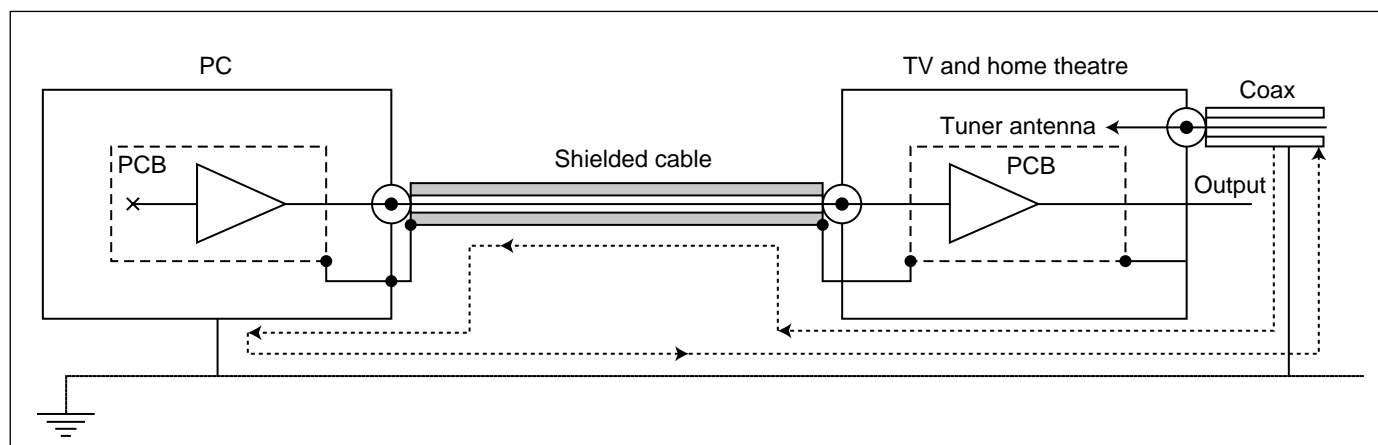 PC
TV and home theatre
Coax
Tuner antenna
PCB
Shielded cable
PCB
Output